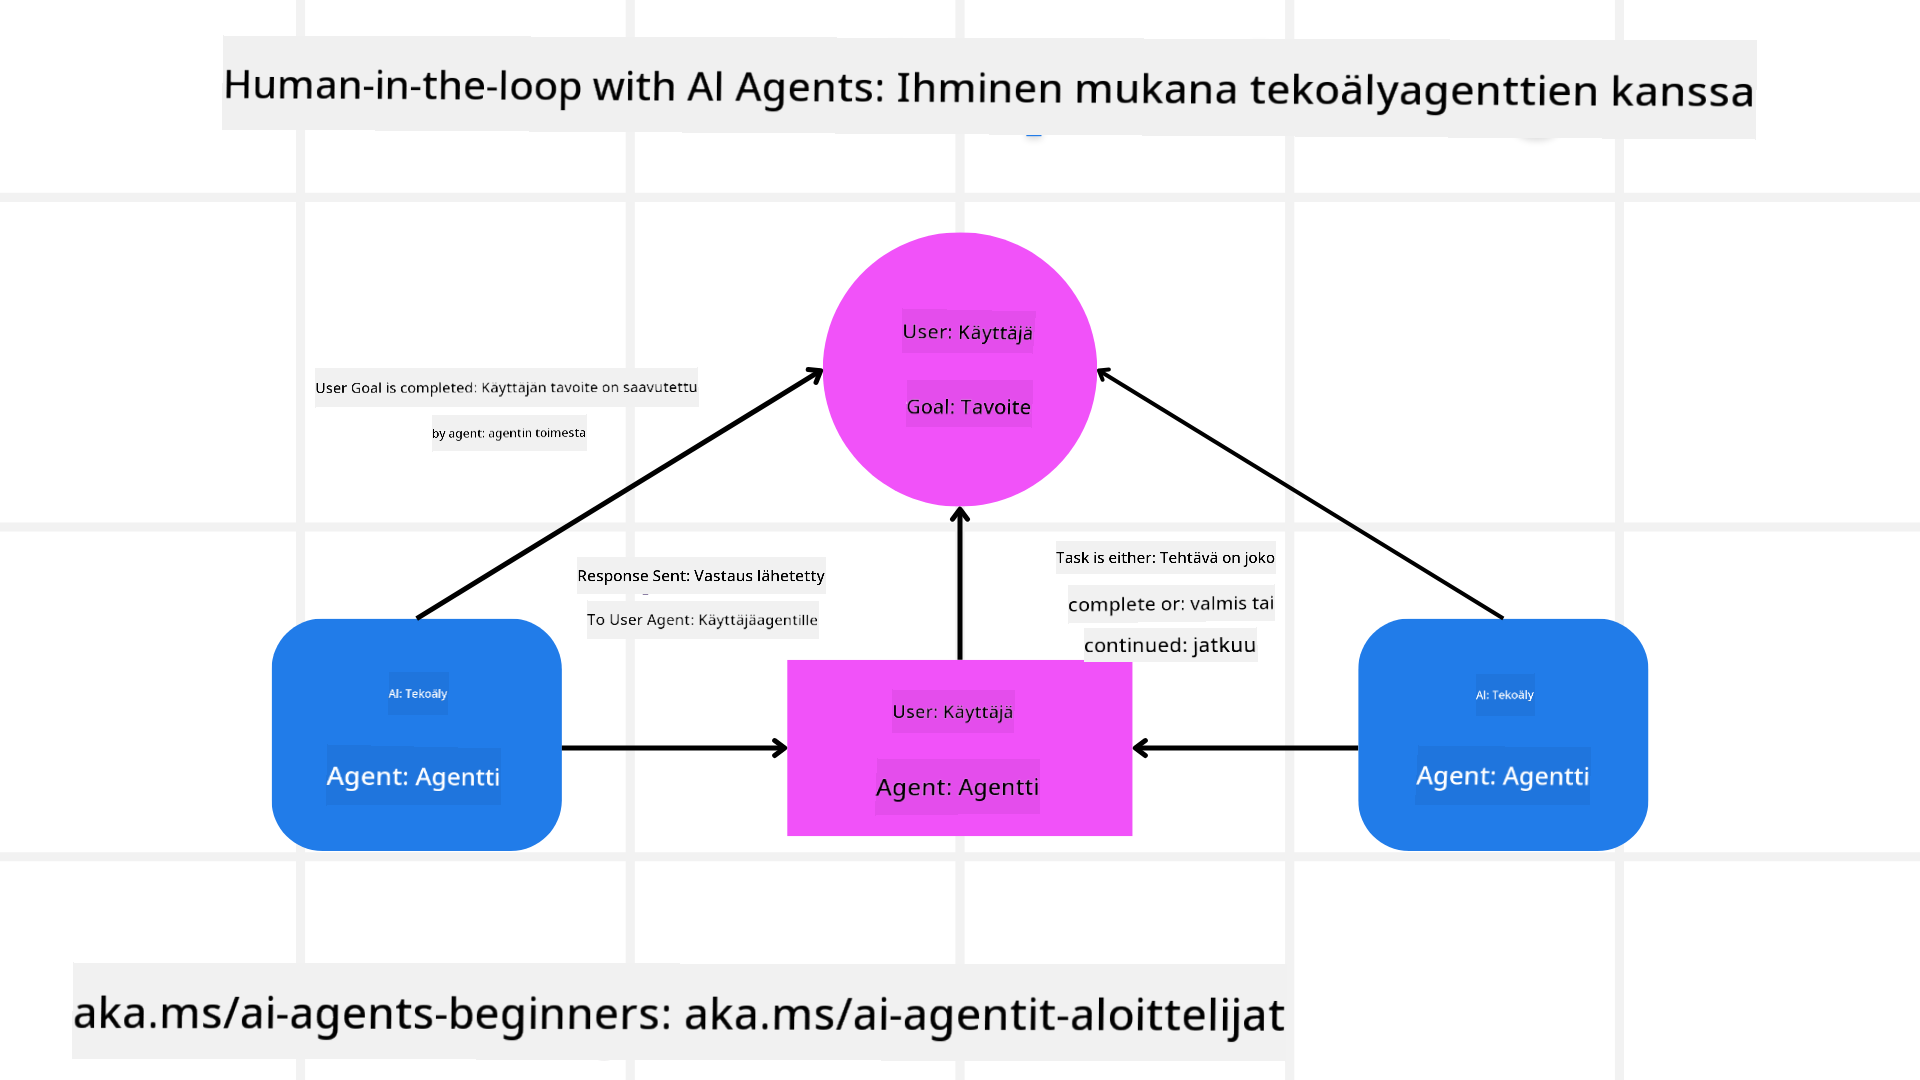 Human-in-the-loop with AI Agents: Ihminen mukana tekoälyagenttien kanssa
User: Käyttäjä
Goal: Tavoite
User Goal is completed: Käyttäjän tavoite on saavutettu
by agent: agentin toimesta
Response Sent: Vastaus lähetetty
To User Agent: Käyttäjäagentille
Task is either: Tehtävä on joko
complete or: valmis tai
continued: jatkuu
AI: Tekoäly
Agent: Agentti
User: Käyttäjä
Agent: Agentti
AI: Tekoäly
Agent: Agentti
aka.ms/ai-agents-beginners: aka.ms/ai-agentit-aloittelijat